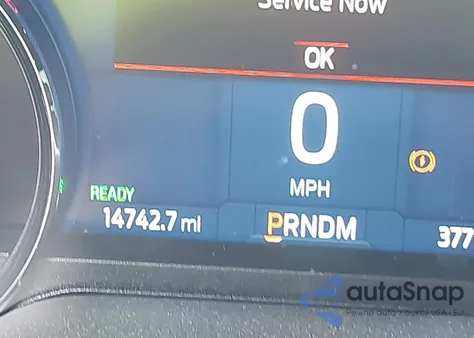 Service Now
OK
0
MPH
READY
14742.7 mi
PRNDM
377
autoSnap